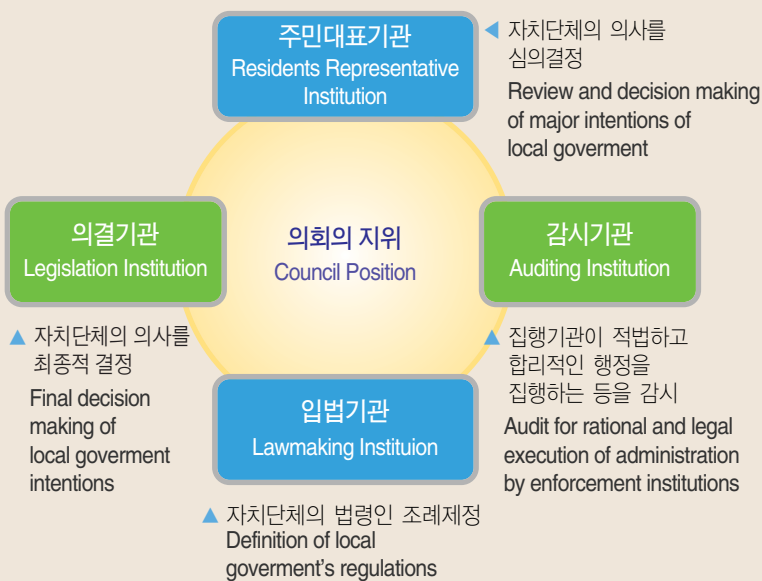 주민대표기관
Residents Representative
Institution
자치단체의 의사를
심의결정
Review and decision making
of major intentions of
local goverment
의결기관
Legislation Institution
자치단체의 의사를
최종적 결정
Final decision
making of
local goverment
intentions
의회의 지위
Council Position
감시기관
Auditing Institution
집행기관이 적법하고
합리적인 행정을
집행하는 등을 감시
Audit for rational and legal
execution of administration
by enforcement institutions
입법기관
Lawmaking Instituion
자치단체의 법령인 조례제정
Definition of local
goverment's regulations